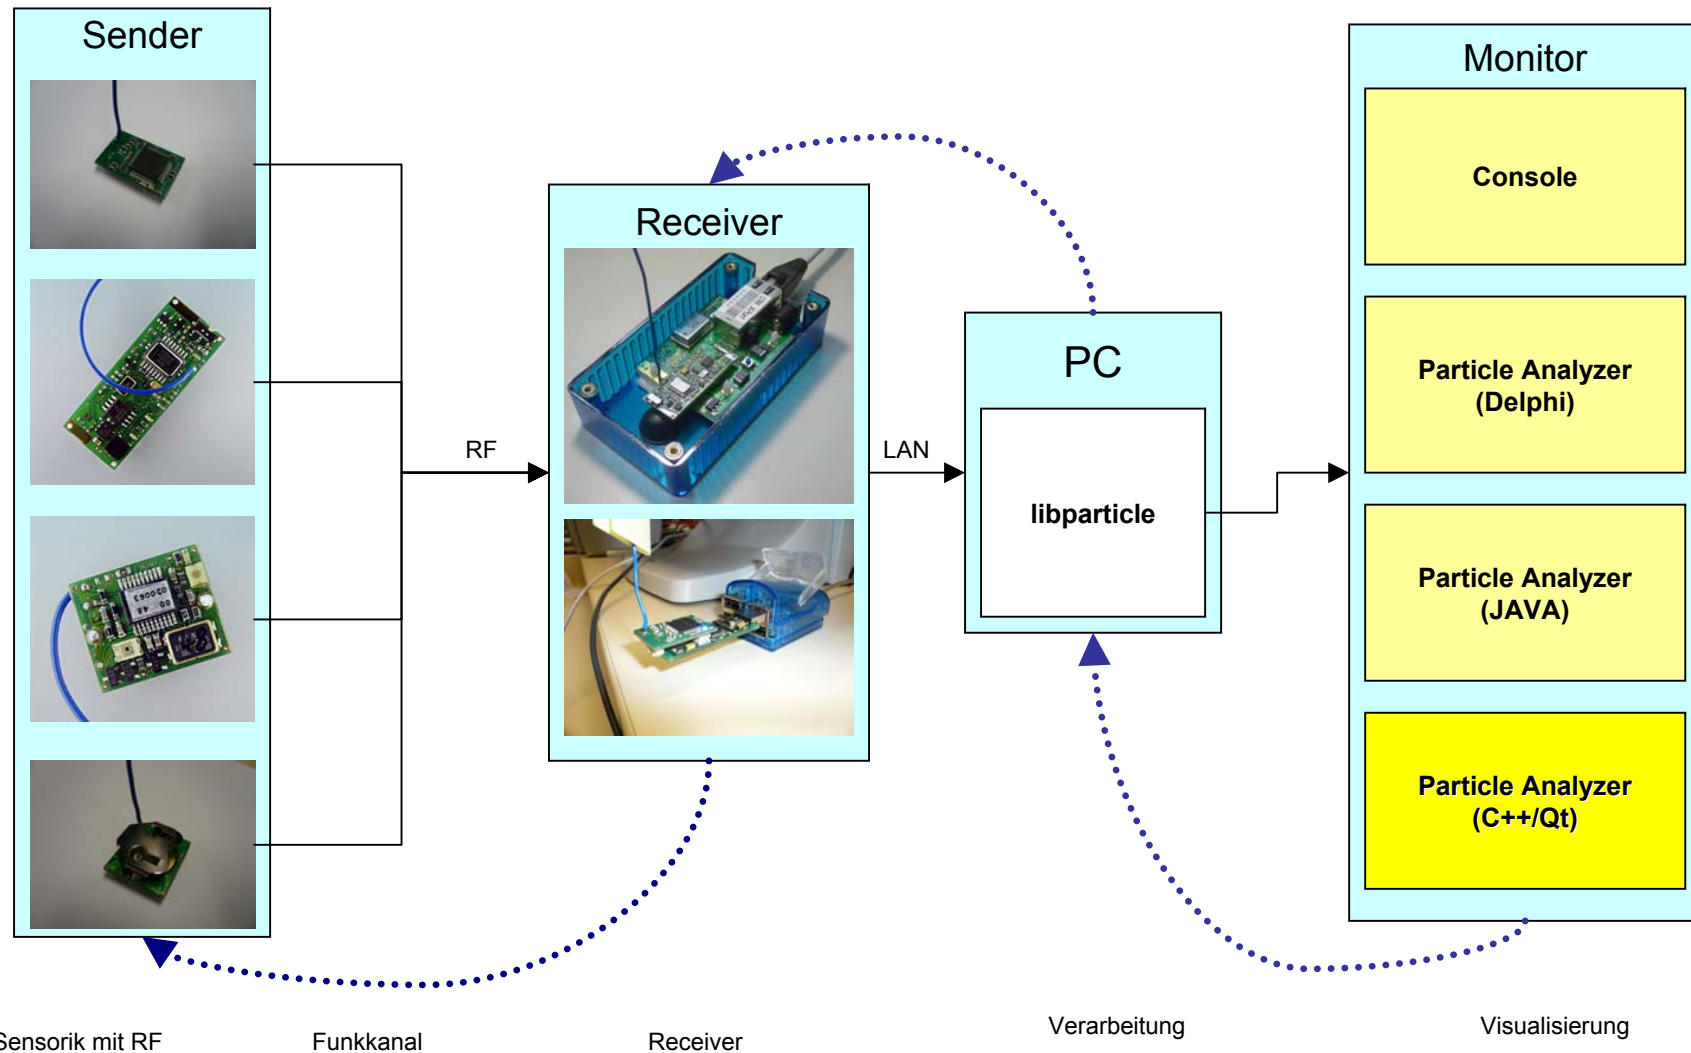 Sender
Monitor
Console
Receiver
PC
Particle Analyzer
(Delphi)
RF
LAN
libparticle
Particle Analyzer
(JAVA)
Particle Analyzer
(C++/Qt)
Sensorik mit RF
Funkkanal
Receiver
Verarbeitung
Visualisierung